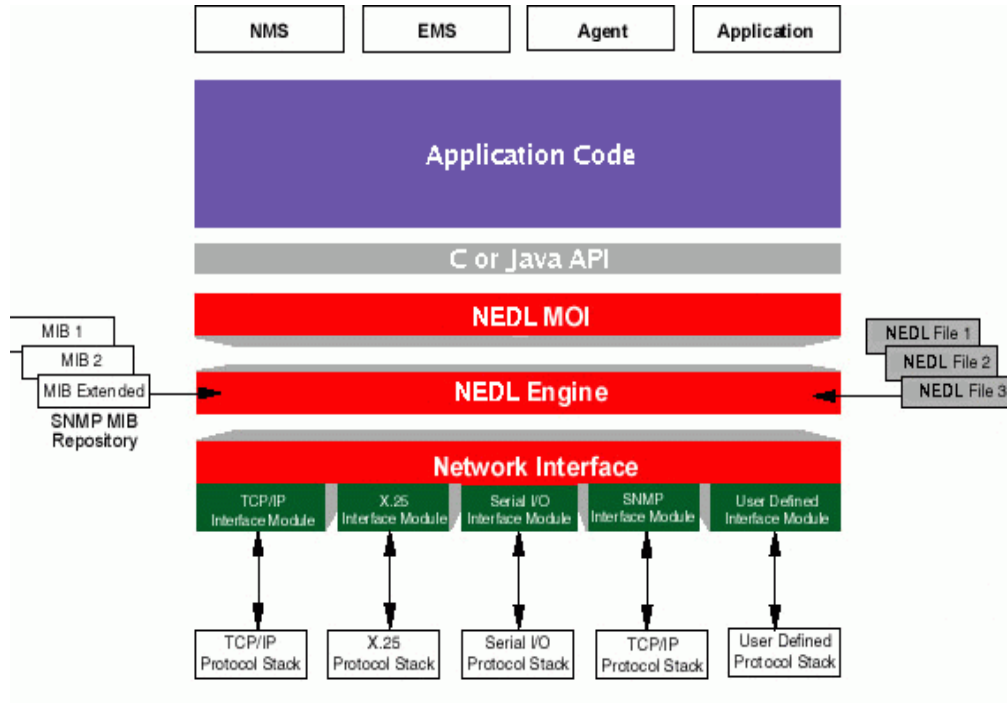 NMS
EMS
Agent
Application
Application Code
C or Java API
NEDL MOI
MIB 1
MIB 2
MIB Extended
SNMP MIB
Repository
NEDL Engine
NEDL File 1
NEDL File 2
NEDL File 3
Network Interface
TCP/IP
Interface Module
X.25
Interface Module
Serial I/O
Interface Module
SNMP
Interface Module
User Defined
Interface Module
TCP/IP
Protocol Stack
X.25
Protocol Stack
Serial I/O
Protocol Stack
TCP/IP
Protocol Stack
User Defined
Protocol Stack